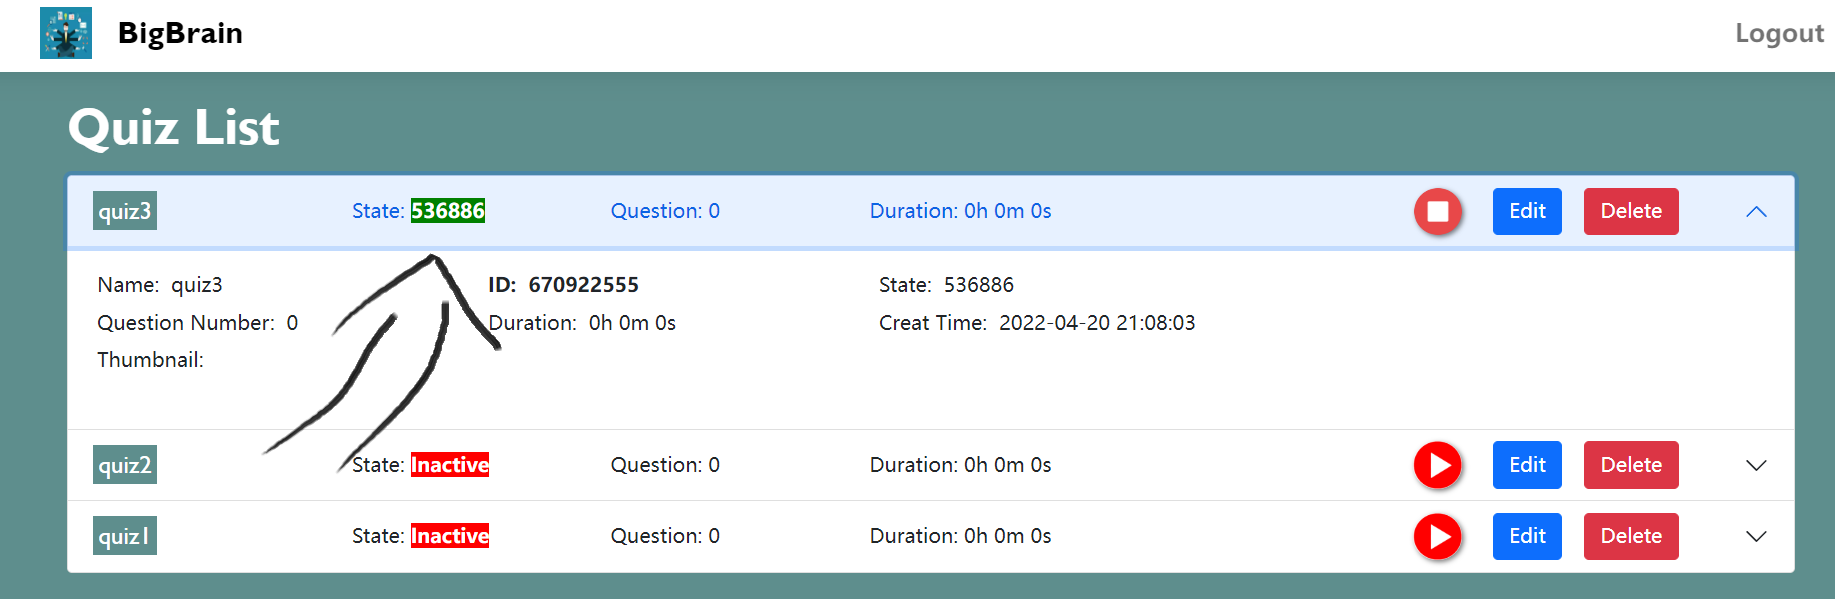 BigBrain Logout
Quiz List
quiz3 State: 536886 Question: 0 Duration: 0h 0m 0s Edit Delete
Name: quiz3 ID: 670922555 State: 536886
Question Number: 0 Duration: 0h 0m 0s Creat Time: 2022-04-20 21:08:03
Thumbnail:
quiz2 State: Inactive Question: 0 Duration: 0h 0m 0s Edit Delete
quiz1 State: Inactive Question: 0 Duration: 0h 0m 0s Edit Delete